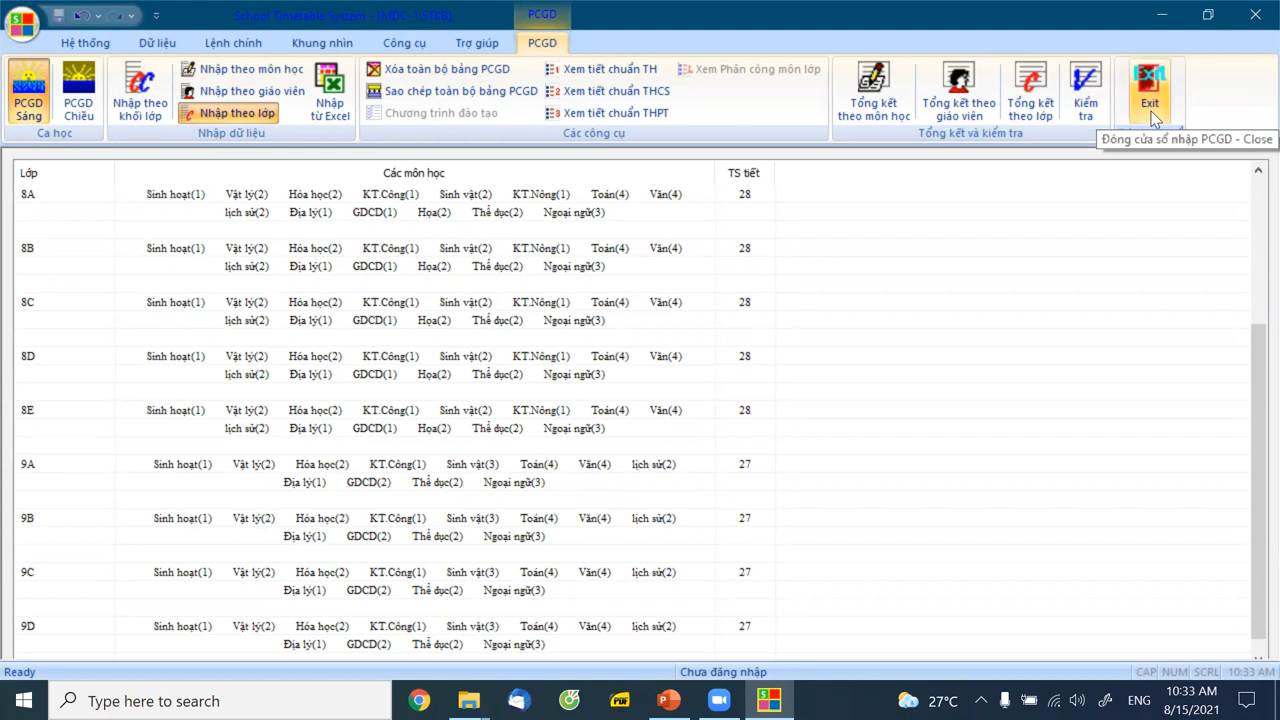 School Timetable System - (MDC-1.STKB)
PCGD
Hệ thống Dữ liệu Lệnh chính Khung nhìn Công cụ Trợ giúp PCGD
PCGD Sáng
PCGD Chiều
Ca học
Nhập theo khối lớp
Nhập theo môn học
Nhập theo giáo viên
Nhập theo lớp
Nhập từ Excel
Nhập dữ liệu
Xóa toàn bộ bảng PCGD
Sao chép toàn bộ bảng PCGD
Chương trình đào tạo
Xem tiết chuẩn TH
Xem tiết chuẩn THCS
Xem tiết chuẩn THPT
Xem Phân công môn lớp
Các công cụ
Tổng kết theo môn học
Tổng kết theo giáo viên
Tổng kết theo lớp
Kiểm tra
Tổng kết và kiểm tra
Exit
Exit
Đóng cửa sổ nhập PCGD - Close
Lớp Các môn học TS tiết
8A Sinh hoạt(1) Vật lý(2) Hóa học(2) KT.Công(1) Sinh vật(2) KT.Nông(1) Toán(4) Văn(4) 28
lịch sử(2) Địa lý(1) GDCD(1) Họa(2) Thể dục(2) Ngoại ngữ(3)
8B Sinh hoạt(1) Vật lý(2) Hóa học(2) KT.Công(1) Sinh vật(2) KT.Nông(1) Toán(4) Văn(4) 28
lịch sử(2) Địa lý(1) GDCD(1) Họa(2) Thể dục(2) Ngoại ngữ(3)
8C Sinh hoạt(1) Vật lý(2) Hóa học(2) KT.Công(1) Sinh vật(2) KT.Nông(1) Toán(4) Văn(4) 28
lịch sử(2) Địa lý(1) GDCD(1) Họa(2) Thể dục(2) Ngoại ngữ(3)
8D Sinh hoạt(1) Vật lý(2) Hóa học(2) KT.Công(1) Sinh vật(2) KT.Nông(1) Toán(4) Văn(4) 28
lịch sử(2) Địa lý(1) GDCD(1) Họa(2) Thể dục(2) Ngoại ngữ(3)
8E Sinh hoạt(1) Vật lý(2) Hóa học(2) KT.Công(1) Sinh vật(2) KT.Nông(1) Toán(4) Văn(4) 28
lịch sử(2) Địa lý(1) GDCD(1) Họa(2) Thể dục(2) Ngoại ngữ(3)
9A Sinh hoạt(1) Vật lý(2) Hóa học(2) KT.Công(1) Sinh vật(3) Toán(4) Văn(4) lịch sử(2) 27
Địa lý(1) GDCD(2) Thể dục(2) Ngoại ngữ(3)
9B Sinh hoạt(1) Vật lý(2) Hóa học(2) KT.Công(1) Sinh vật(3) Toán(4) Văn(4) lịch sử(2) 27
Địa lý(1) GDCD(2) Thể dục(2) Ngoại ngữ(3)
9C Sinh hoạt(1) Vật lý(2) Hóa học(2) KT.Công(1) Sinh vật(3) Toán(4) Văn(4) lịch sử(2) 27
Địa lý(1) GDCD(2) Thể dục(2) Ngoại ngữ(3)
9D Sinh hoạt(1) Vật lý(2) Hóa học(2) KT.Công(1) Sinh vật(3) Toán(4) Văn(4) lịch sử(2) 27
Địa lý(1) GDCD(2) Thể dục(2) Ngoại ngữ(3)
Ready Chưa đăng nhập CAP NUM SCRL 10:33 AM
Type here to search
PDF
27°C
ENG
10:33 AM
8/15/2021